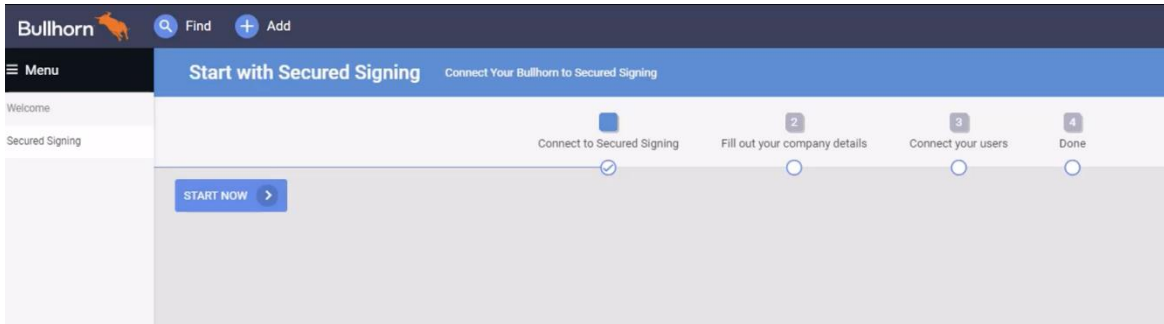 Bullhorn
Find
Add
Menu
Start with Secured Signing
Connect Your Bullhorn to Secured Signing
Welcome
Secured Signing
2
3
4
Connect to Secured Signing
Fill out your company details
Connect your users
Done
START NOW